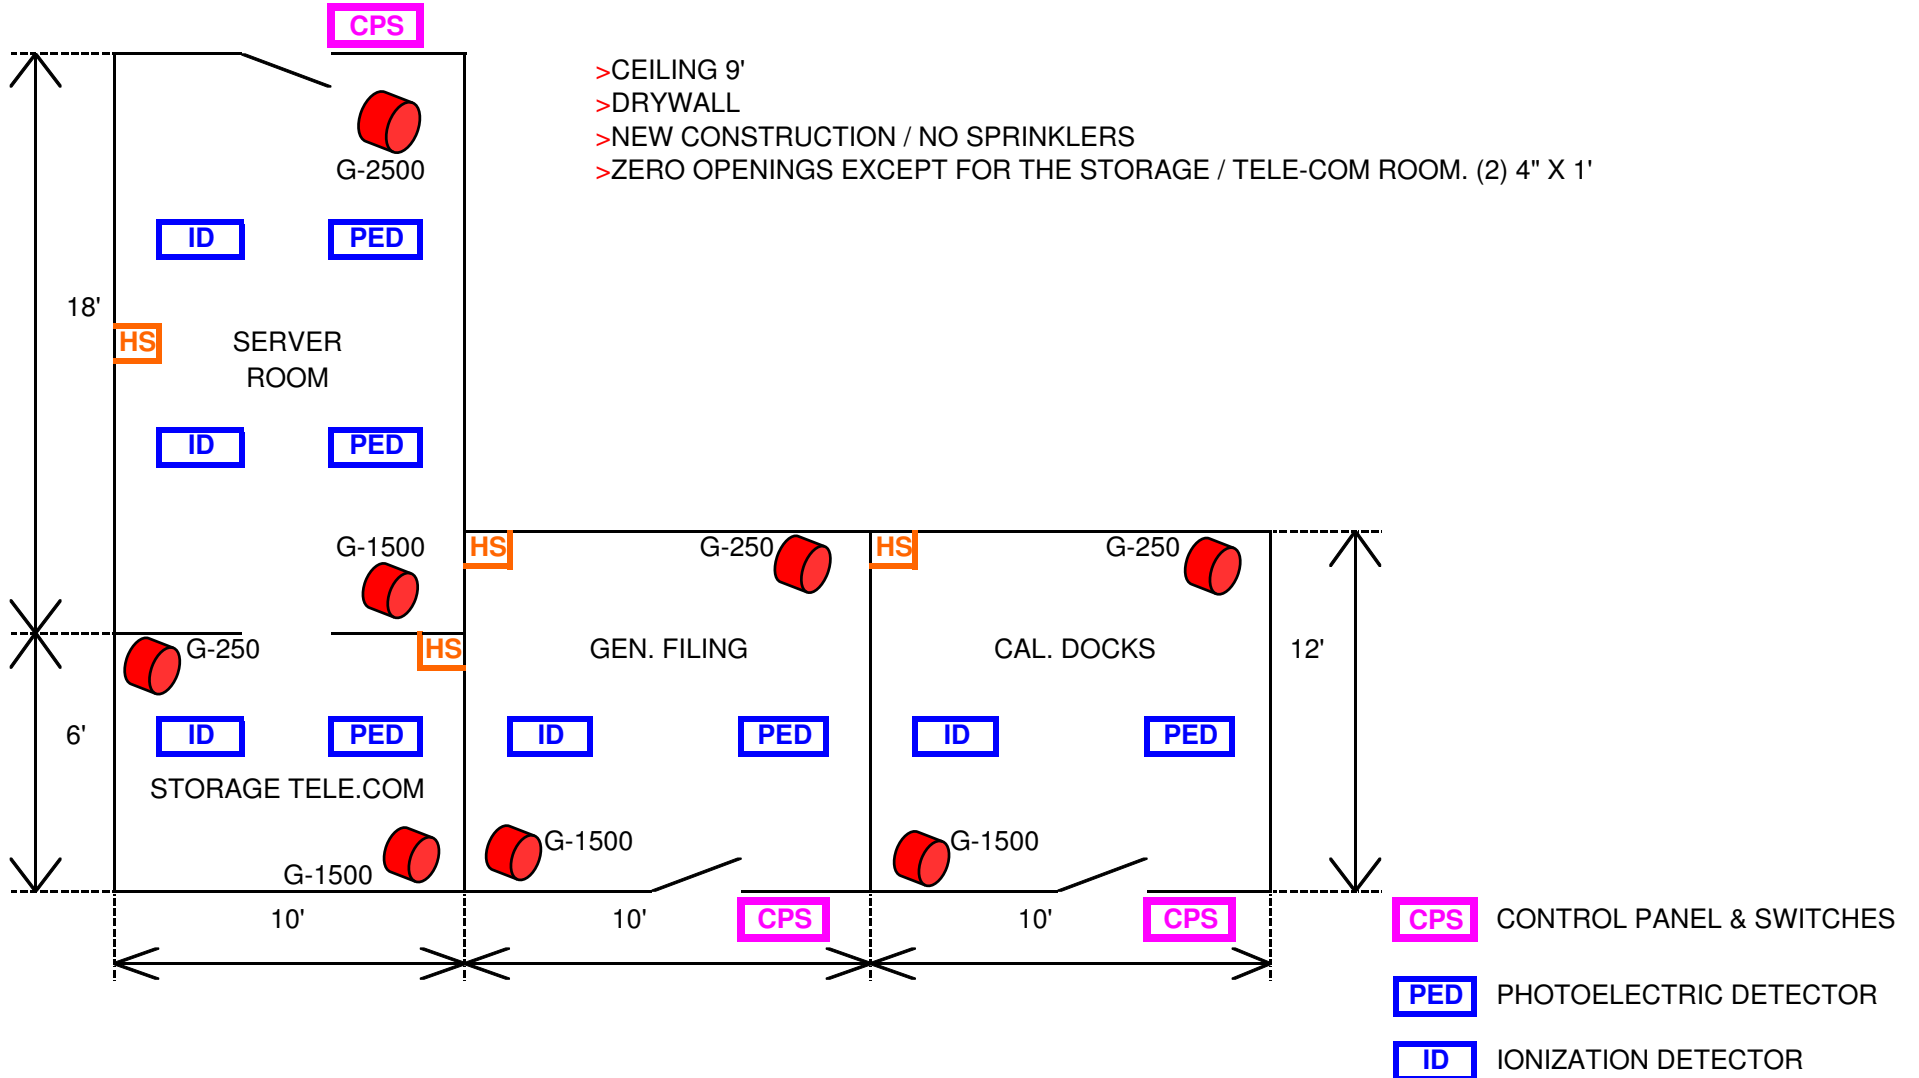 CPS
>CEILING 9'
>DRYWALL
>NEW CONSTRUCTION / NO SPRINKLERS
>ZERO OPENINGS EXCEPT FOR THE STORAGE / TELE-COM ROOM. (2) 4" X 1'
G-2500
ID
PED
18'
HS
SERVER
ROOM
ID
PED
G-1500
HS
G-250
HS
G-250
G-250
HS
GEN. FILING
CAL. DOCKS
12'
6'
ID
PED
ID
PED
ID
PED
STORAGE TELE.COM
G-1500
G-1500
G-1500
10'
10'
CPS
10'
CPS
CPS
CONTROL PANEL & SWITCHES
PED
PHOTOELECTRIC DETECTOR
ID
IONIZATION DETECTOR